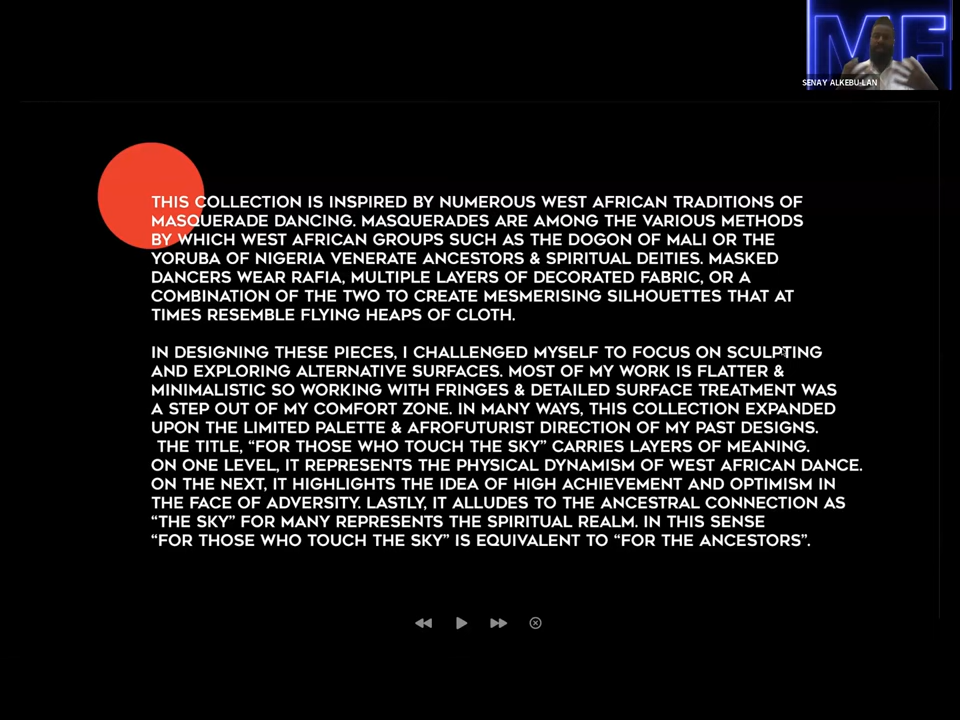 MF
SENAY ALKEBU-LAN
THIS COLLECTION IS INSPIRED BY NUMEROUS WEST AFRICAN TRADITIONS OF
MASQUERADE DANCING. MASQUERADES ARE AMONG THE VARIOUS METHODS
BY WHICH WEST AFRICAN GROUPS SUCH AS THE DOGON OF MALI OR THE
YORUBA OF NIGERIA VENERATE ANCESTORS & SPIRITUAL DEITIES. MASKED
DANCERS WEAR RAFIA, MULTIPLE LAYERS OF DECORATED FABRIC, OR A
COMBINATION OF THE TWO TO CREATE MESMERISING SILHOUETTES THAT AT
TIMES RESEMBLE FLYING HEAPS OF CLOTH.
IN DESIGNING THESE PIECES, I CHALLENGED MYSELF TO FOCUS ON SCULPTING
AND EXPLORING ALTERNATIVE SURFACES. MOST OF MY WORK IS FLATTER &
MINIMALISTIC SO WORKING WITH FRINGES & DETAILED SURFACE TREATMENT WAS
A STEP OUT OF MY COMFORT ZONE. IN MANY WAYS, THIS COLLECTION EXPANDED
UPON THE LIMITED PALETTE & AFROFUTURIST DIRECTION OF MY PAST DESIGNS.
THE TITLE, “FOR THOSE WHO TOUCH THE SKY” CARRIES LAYERS OF MEANING.
ON ONE LEVEL, IT REPRESENTS THE PHYSICAL DYNAMISM OF WEST AFRICAN DANCE.
ON THE NEXT, IT HIGHLIGHTS THE IDEA OF HIGH ACHIEVEMENT AND OPTIMISM IN
THE FACE OF ADVERSITY. LASTLY, IT ALLUDES TO THE ANCESTRAL CONNECTION AS
“THE SKY” FOR MANY REPRESENTS THE SPIRITUAL REALM. IN THIS SENSE
“FOR THOSE WHO TOUCH THE SKY” IS EQUIVALENT TO “FOR THE ANCESTORS”.